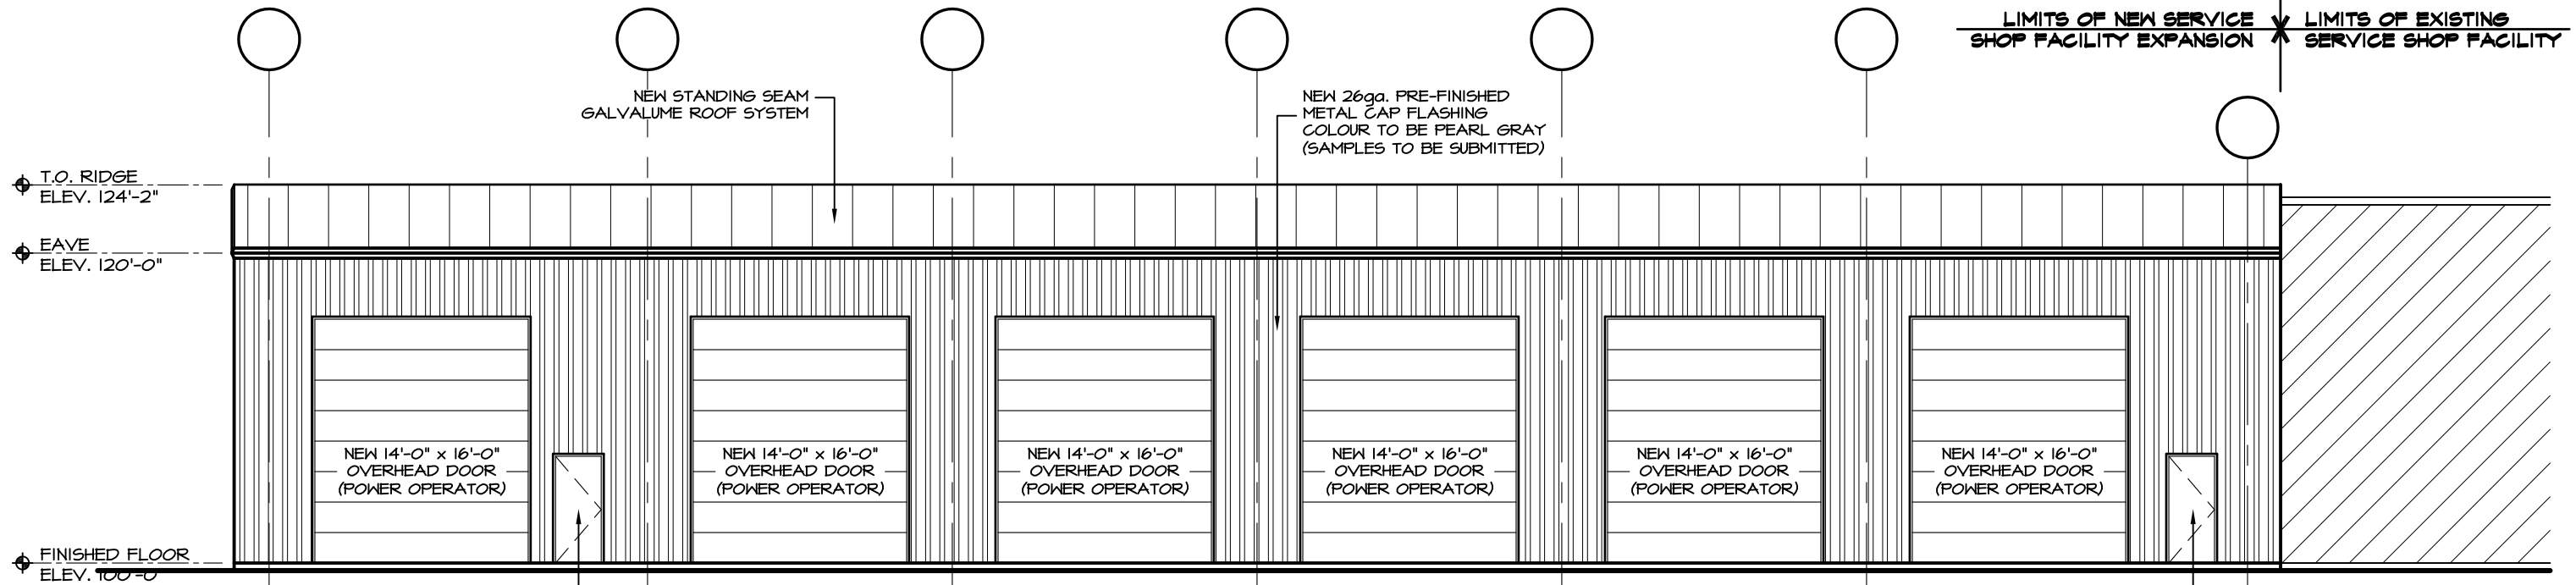 LIMITS OF NEW SERVICE
SHOP FACILITY EXPANSION
LIMITS OF EXISTING
SERVICE SHOP FACILITY
NEW STANDING SEAM
GALVALUME ROOF SYSTEM
NEW 26ga. PRE-FINISHED
METAL CAP FLASHING
COLOUR TO BE PEARL GRAY
(SAMPLES TO BE SUBMITTED)
T.O. RIDGE
ELEV. 124'-2"
EAVE
ELEV. 120'-0"
NEW 14'-0" x 16'-0"
OVERHEAD DOOR
(POWER OPERATOR)
NEW 14'-0" x 16'-0"
OVERHEAD DOOR
(POWER OPERATOR)
NEW 14'-0" x 16'-0"
OVERHEAD DOOR
(POWER OPERATOR)
NEW 14'-0" x 16'-0"
OVERHEAD DOOR
(POWER OPERATOR)
NEW 14'-0" x 16'-0"
OVERHEAD DOOR
(POWER OPERATOR)
NEW 14'-0" x 16'-0"
OVERHEAD DOOR
(POWER OPERATOR)
FINISHED FLOOR
ELEV. 100'-0"